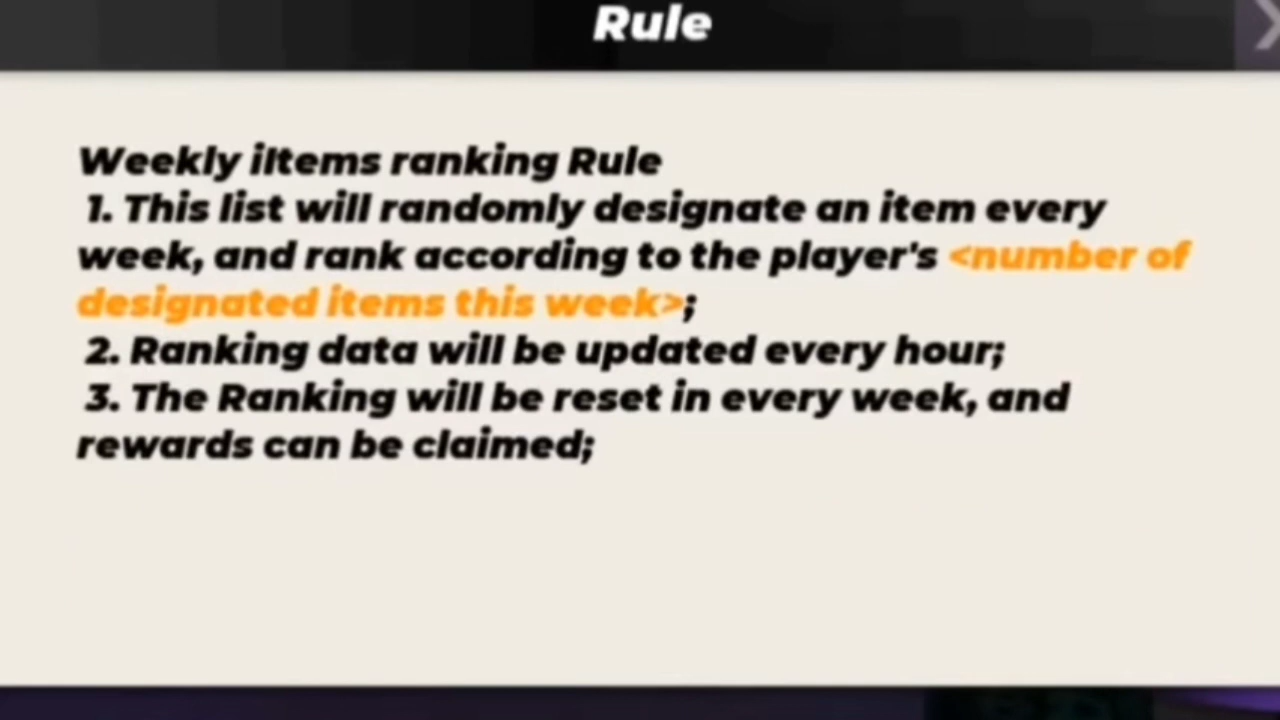 Rule
Weekly iItems ranking Rule
1. This list will randomly designate an item every
week, and rank according to the player's <number of
designated items this week>;
2. Ranking data will be updated every hour;
3. The Ranking will be reset in every week, and
rewards can be claimed;